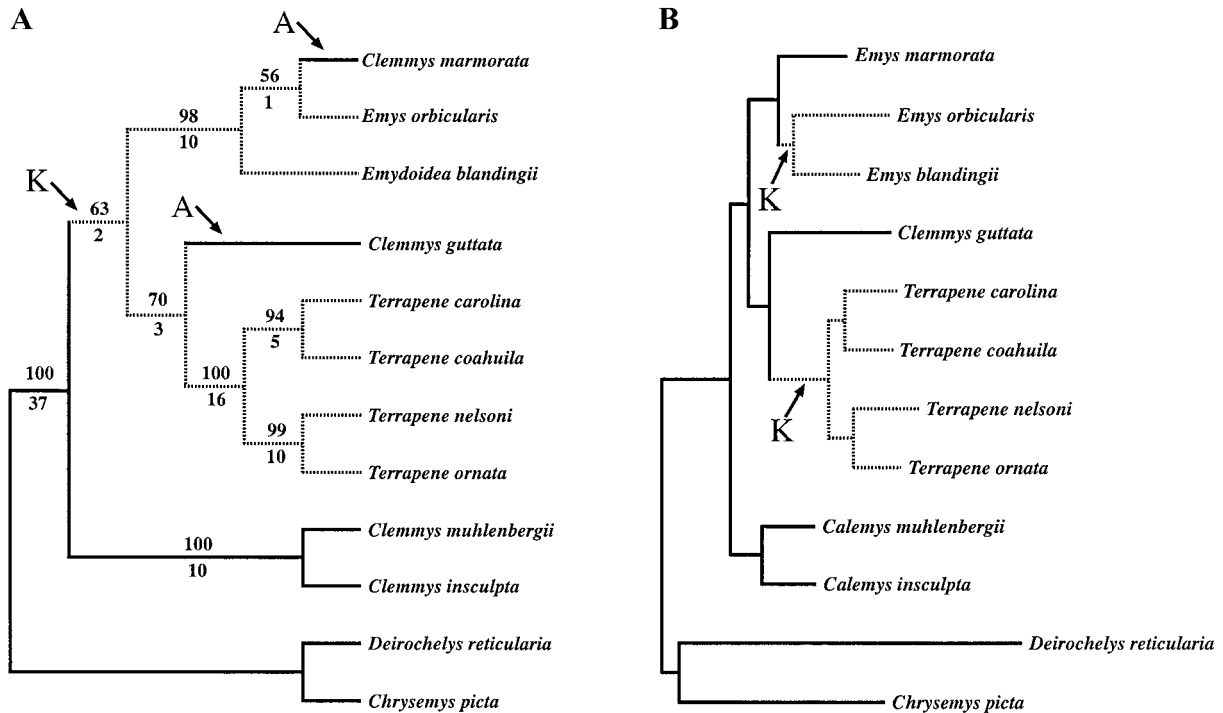 A
A
Clemmys marmorata
56
1
Emys orbicularis
98
10
Emydoidea blandingii
K
63
2
A
Clemmys guttata
70
3
Terrapene carolina
94
5
Terrapene coahuila
100
16
Terrapene nelsoni
99
10
Terrapene ornata
100
37
Clemmys muhlenbergii
100
10
Clemmys insculpta
Deirochelys reticularia
Chrysemys picta
B
Emys marmorata
Emys orbicularis
K
Emys blandingii
Clemmys guttata
Terrapene carolina
Terrapene coahuila
K
Terrapene nelsoni
Terrapene ornata
Calemys muhlenbergii
Calemys insculpta
Deirochelys reticularia
Chrysemys picta